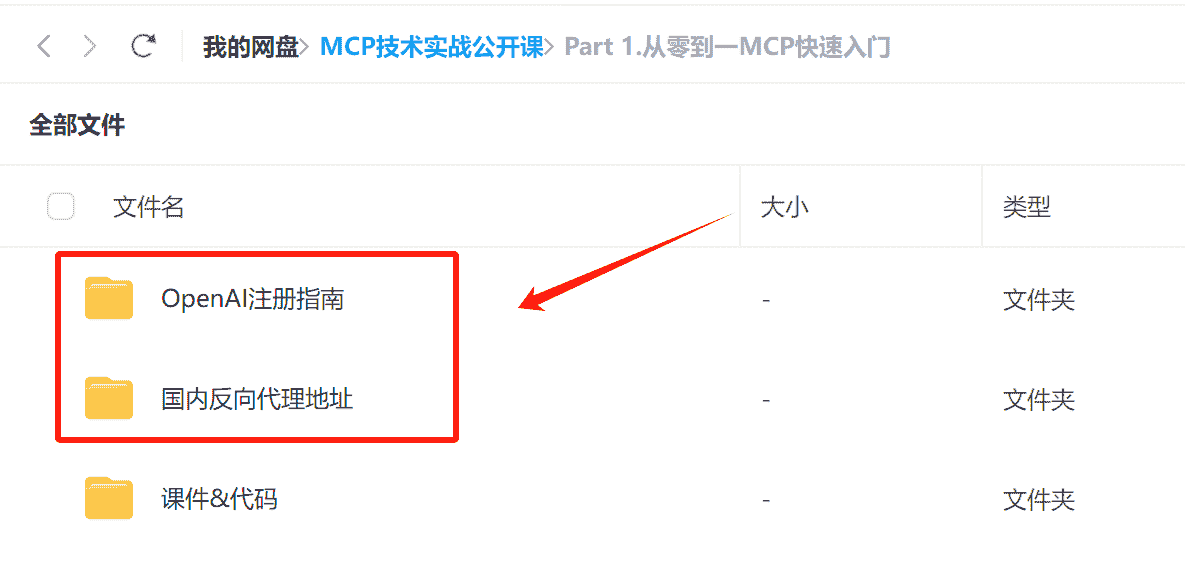 我的网盘> MCP技术实战公开课> Part 1.从零到一MCP快速入门
全部文件
文件名 大小 类型
OpenAI注册指南 - 文件夹
国内反向代理地址 - 文件夹
课件&代码 - 文件夹